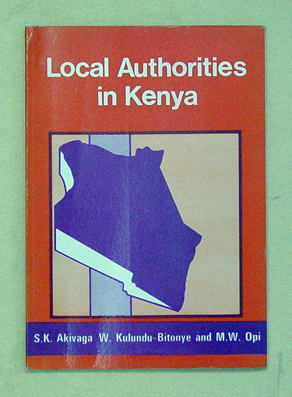 Local Authorities
in Kenya
S.K. Akivaga W. Kulundu-Bitonye and M.W. Opi